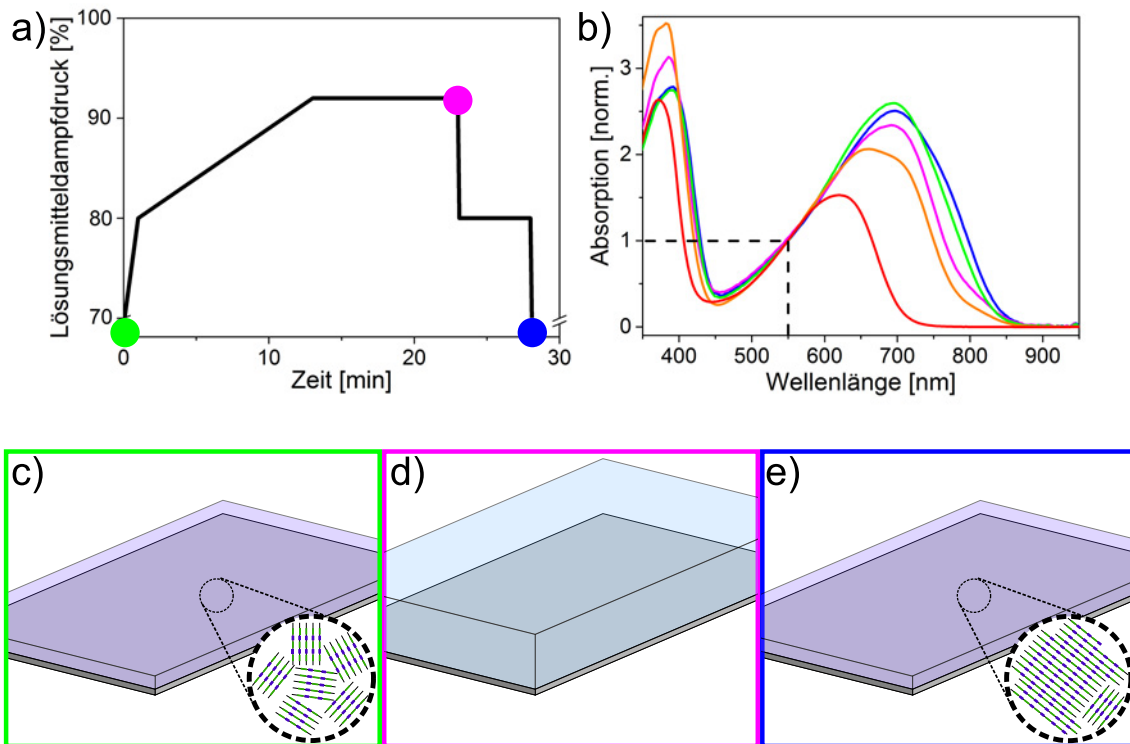 a)
Lösungsmitteldampfdruck [%]
100
90
80
70
0
10
20
30
Zeit [min]
b)
Absorption [norm.]
3
2
1
0
400
500
600
700
800
900
Wellenlänge [nm]
c)
d)
e)